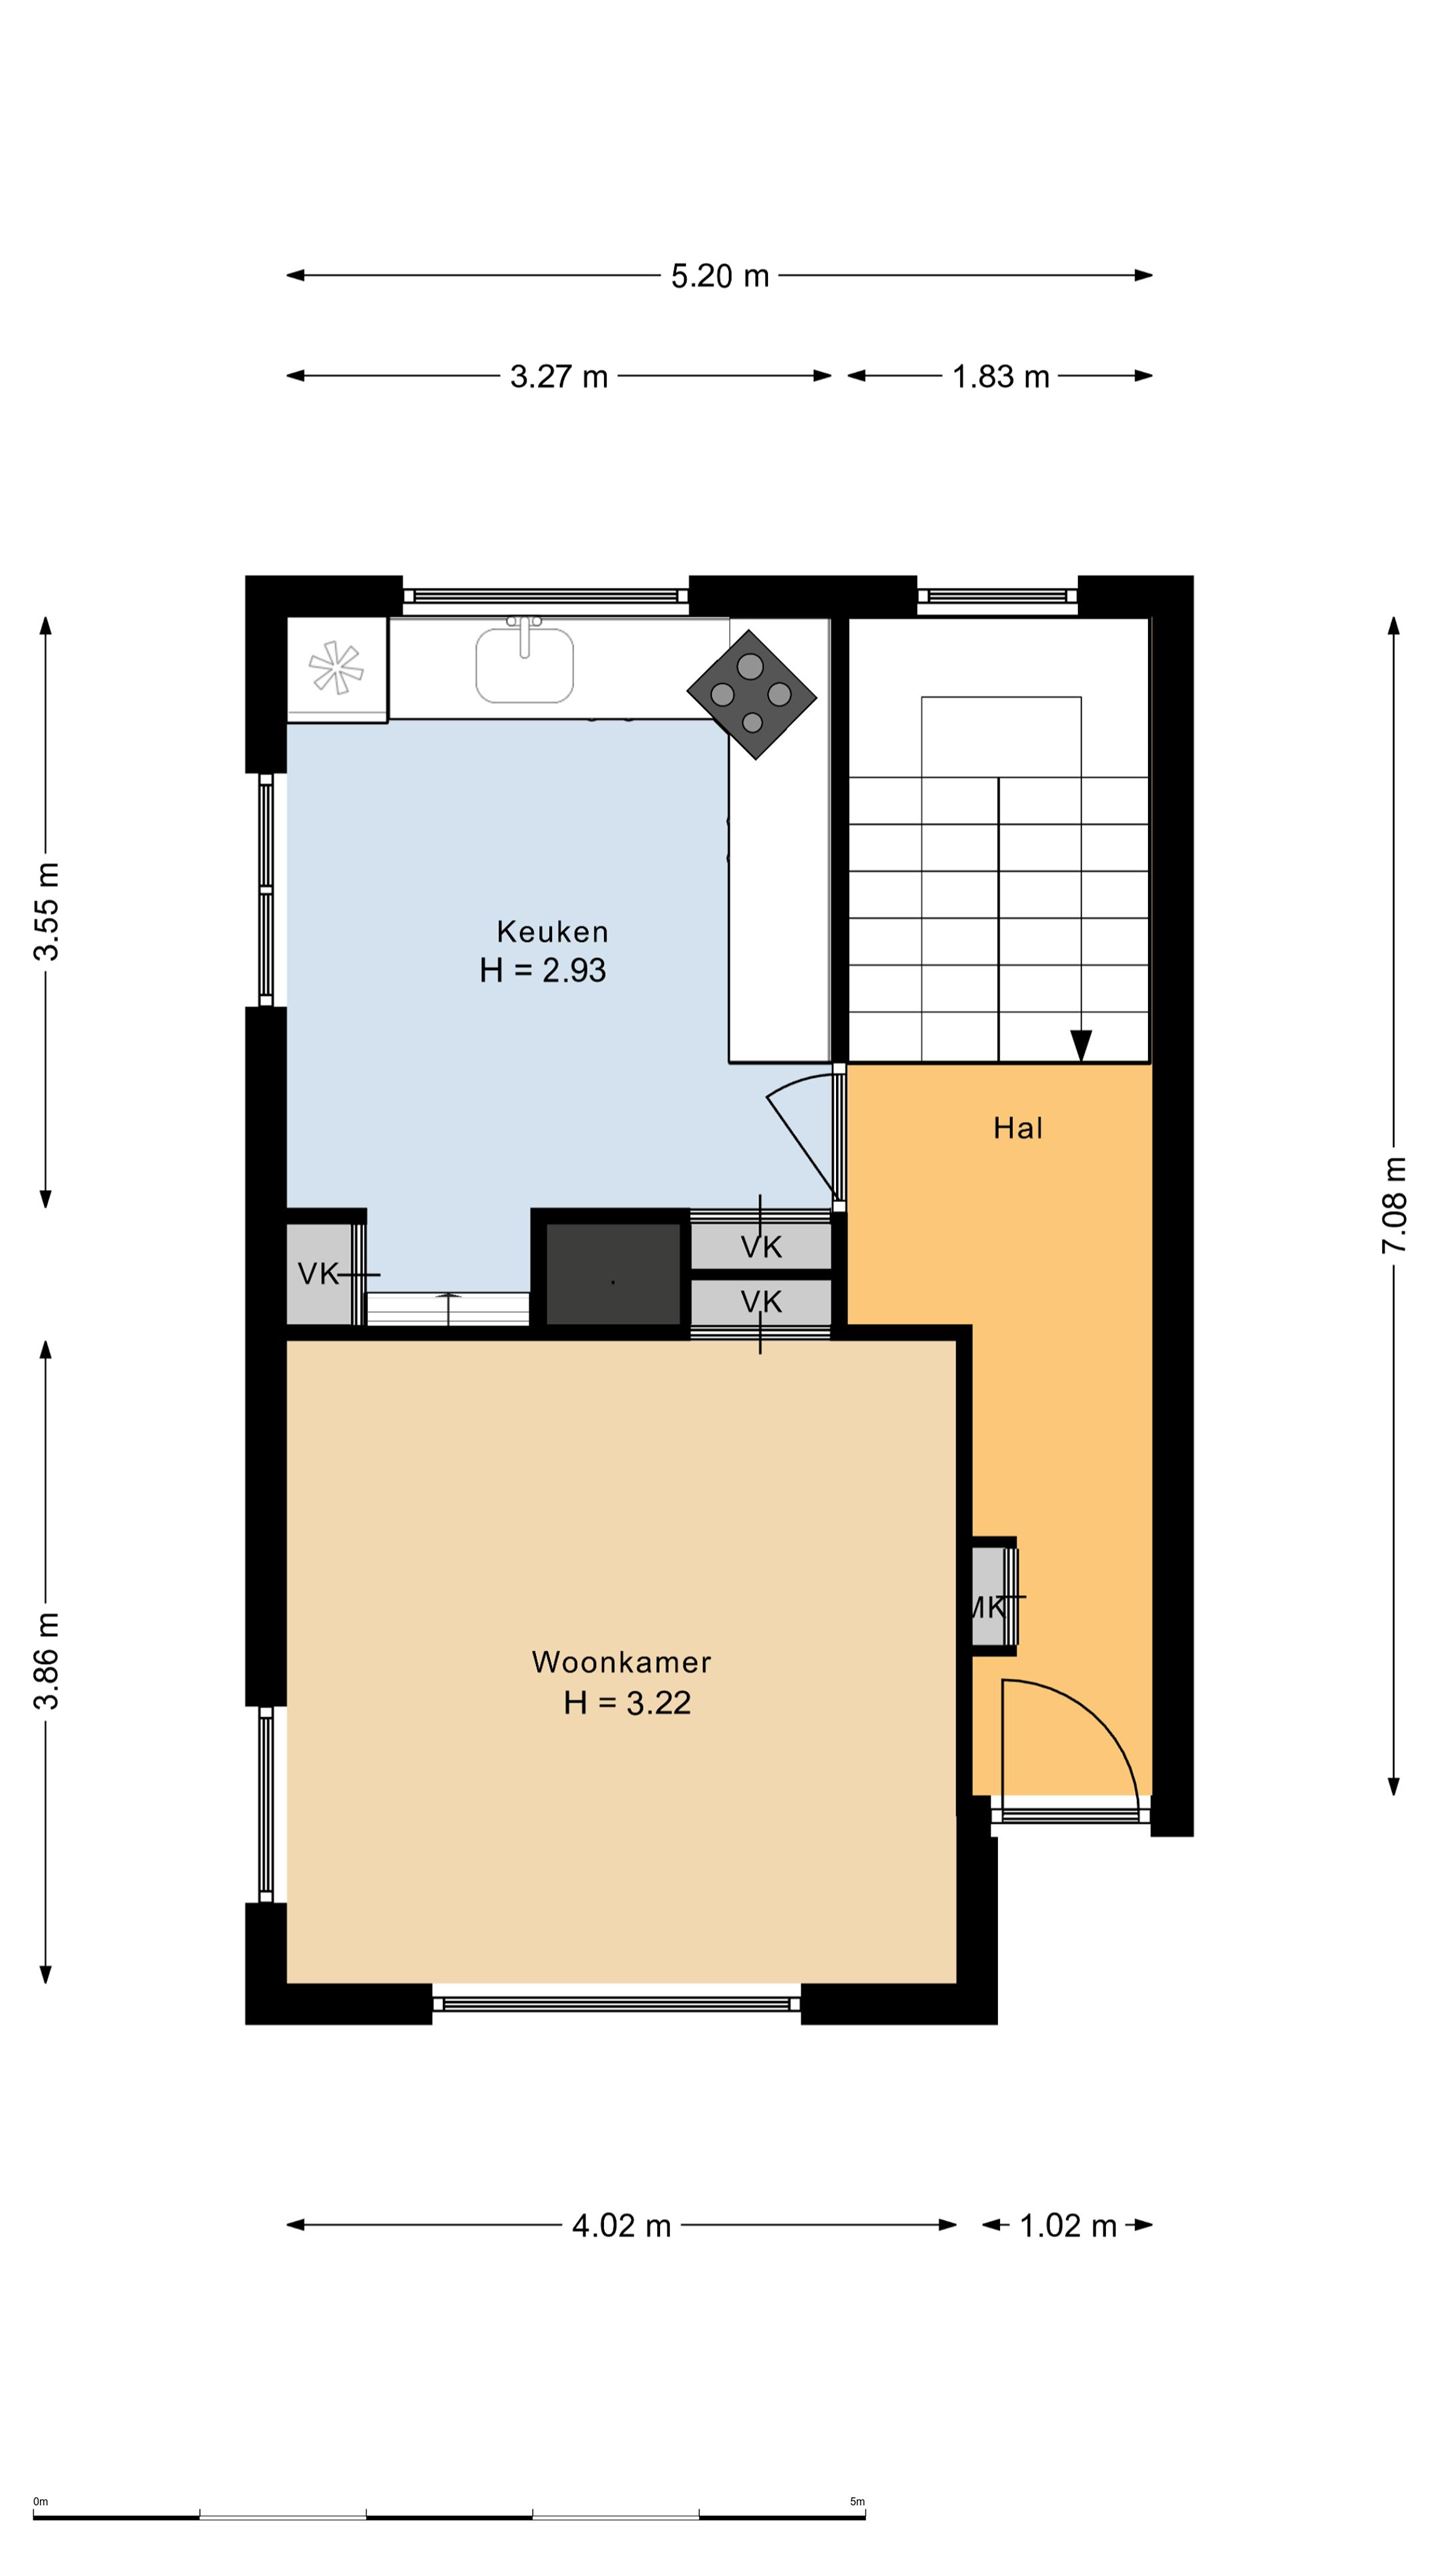 5.20 m
3.27 m
1.83 m
3.55 m
Keuken
H = 2.93
Hal
7.08 m
VK
VK
VK
3.86 m
MK
Woonkamer
H = 3.22
4.02 m
1.02 m
0m
5m